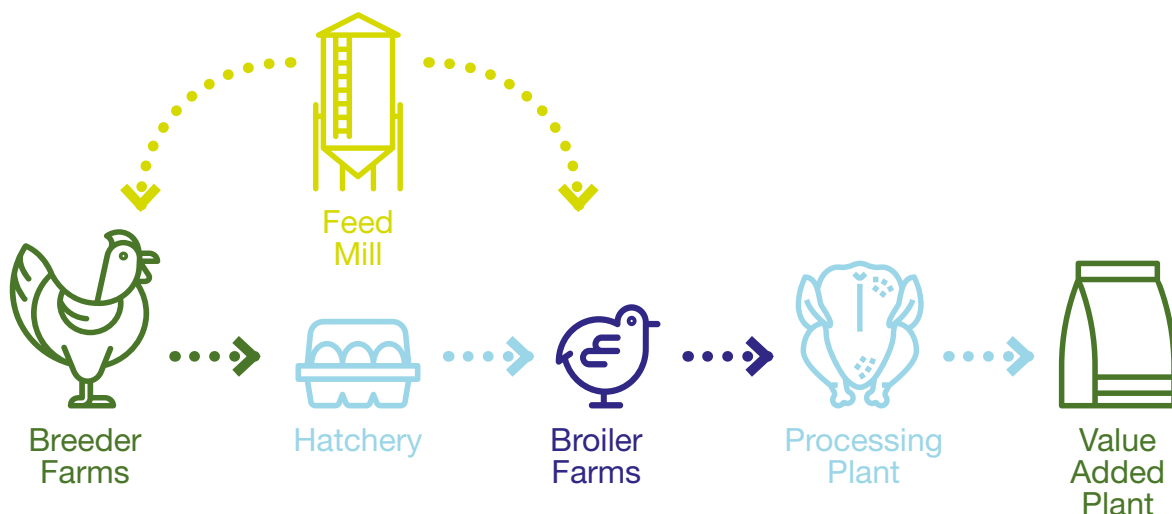 Feed
Mill
Breeder
Farms
Hatchery
Broiler
Farms
Processing
Plant
Value
Added
Plant